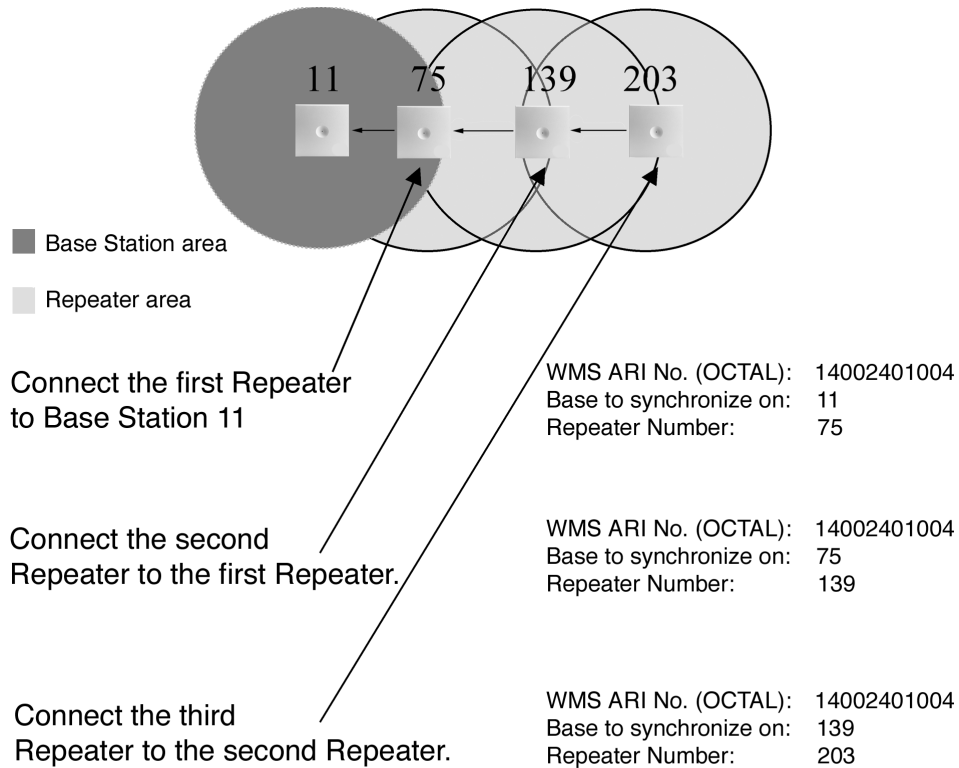 11 75 139 203
Base Station area
Repeater area
Connect the first Repeater
to Base Station 11
WMS ARI No. (OCTAL): 14002401004
Base to synchronize on: 11
Repeater Number: 75
Connect the second
Repeater to the first Repeater.
WMS ARI No. (OCTAL): 14002401004
Base to synchronize on: 75
Repeater Number: 139
Connect the third
Repeater to the second Repeater.
WMS ARI No. (OCTAL): 14002401004
Base to synchronize on: 139
Repeater Number: 203